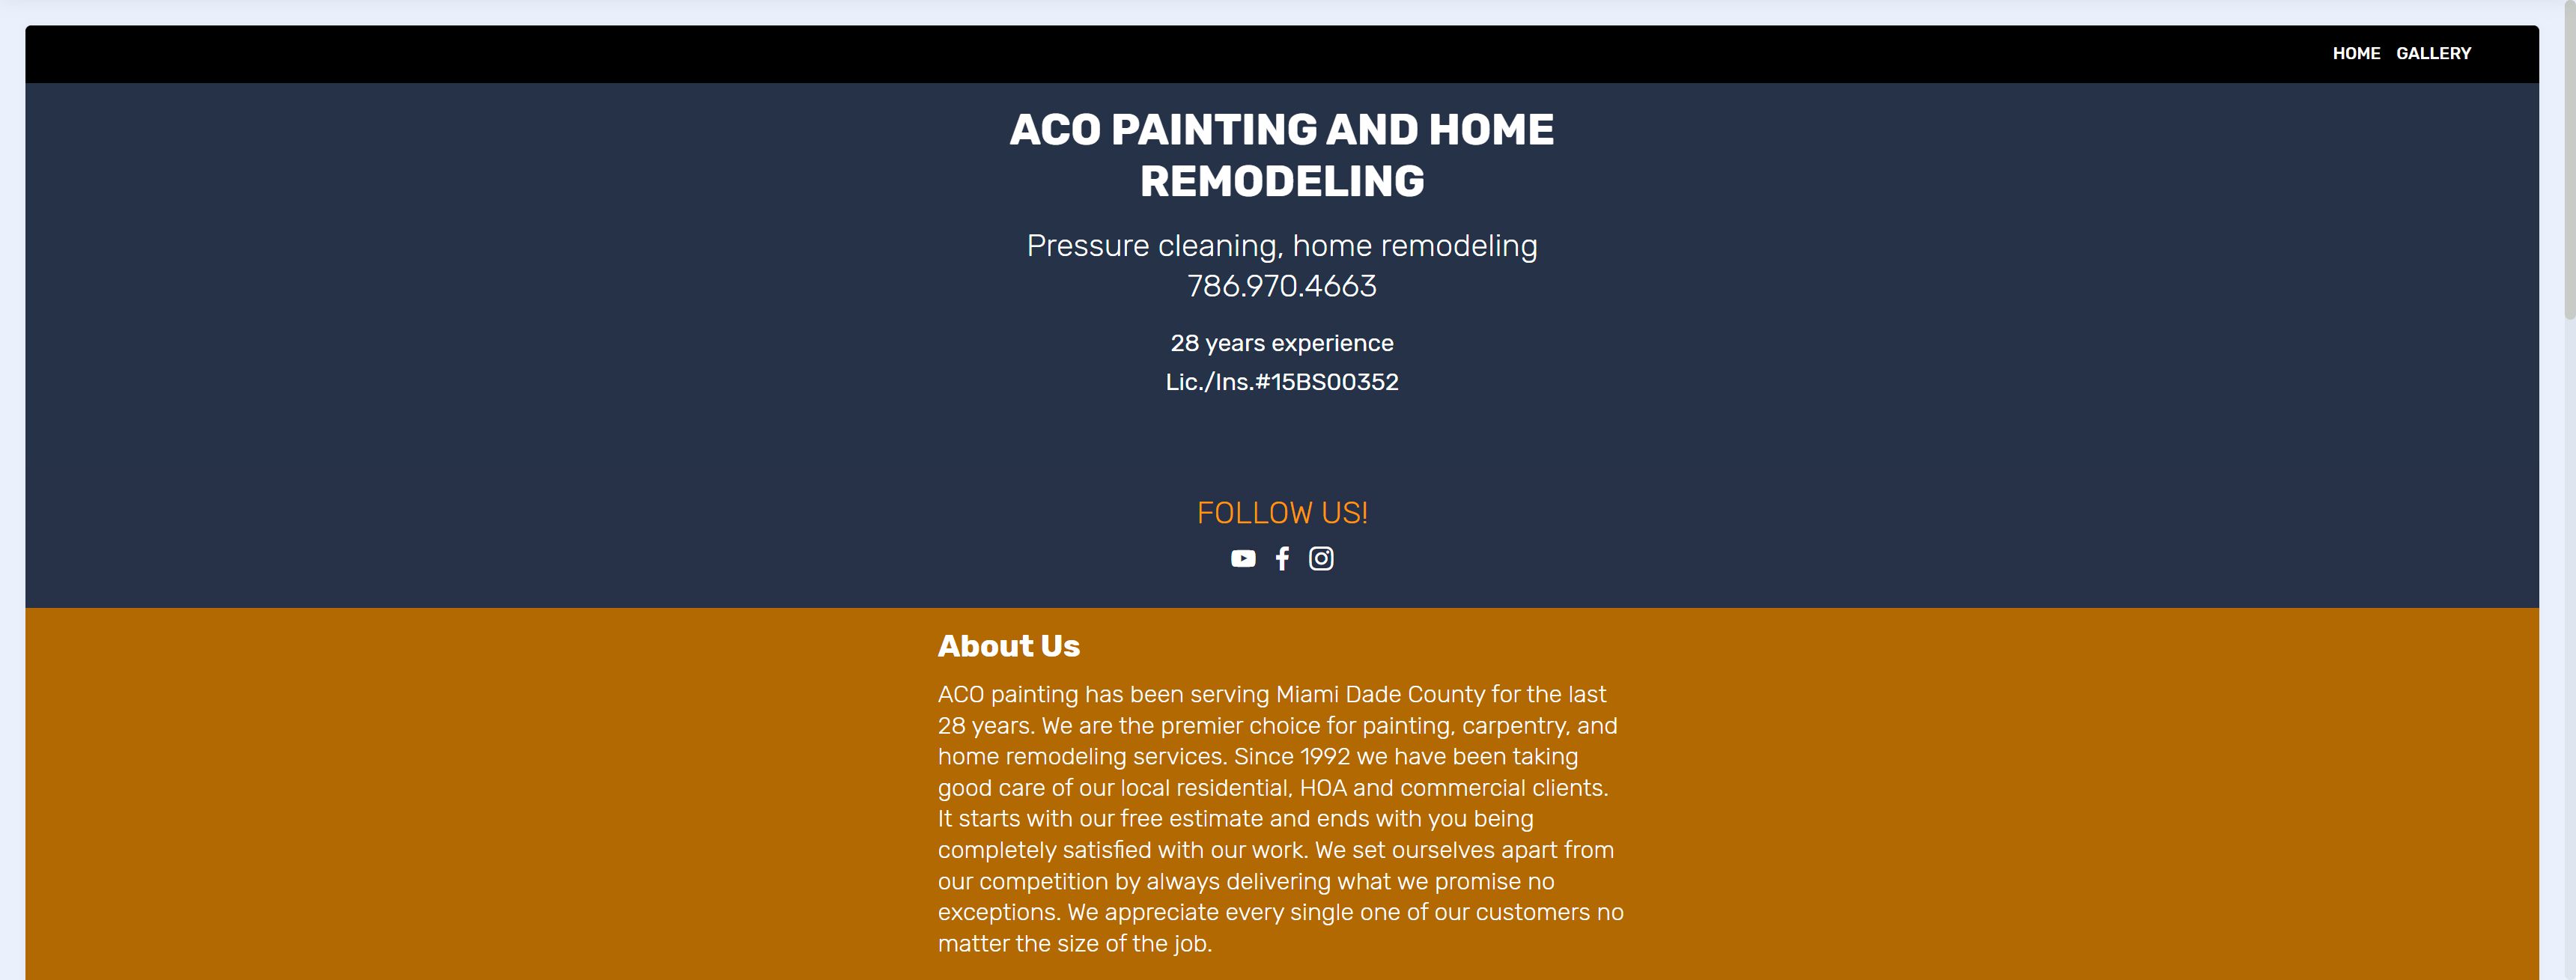 HOME GALLERY
ACO PAINTING AND HOME
REMODELING
Pressure cleaning, home remodeling
786.970.4663
28 years experience
Lic./Ins.#15BS00352
FOLLOW US!
About Us
ACO painting has been serving Miami Dade County for the last
28 years. We are the premier choice for painting, carpentry, and
home remodeling services. Since 1992 we have been taking
good care of our local residential, HOA and commercial clients.
It starts with our free estimate and ends with you being
completely satisfied with our work. We set ourselves apart from
our competition by always delivering what we promise no
exceptions. We appreciate every single one of our customers no
matter the size of the job.